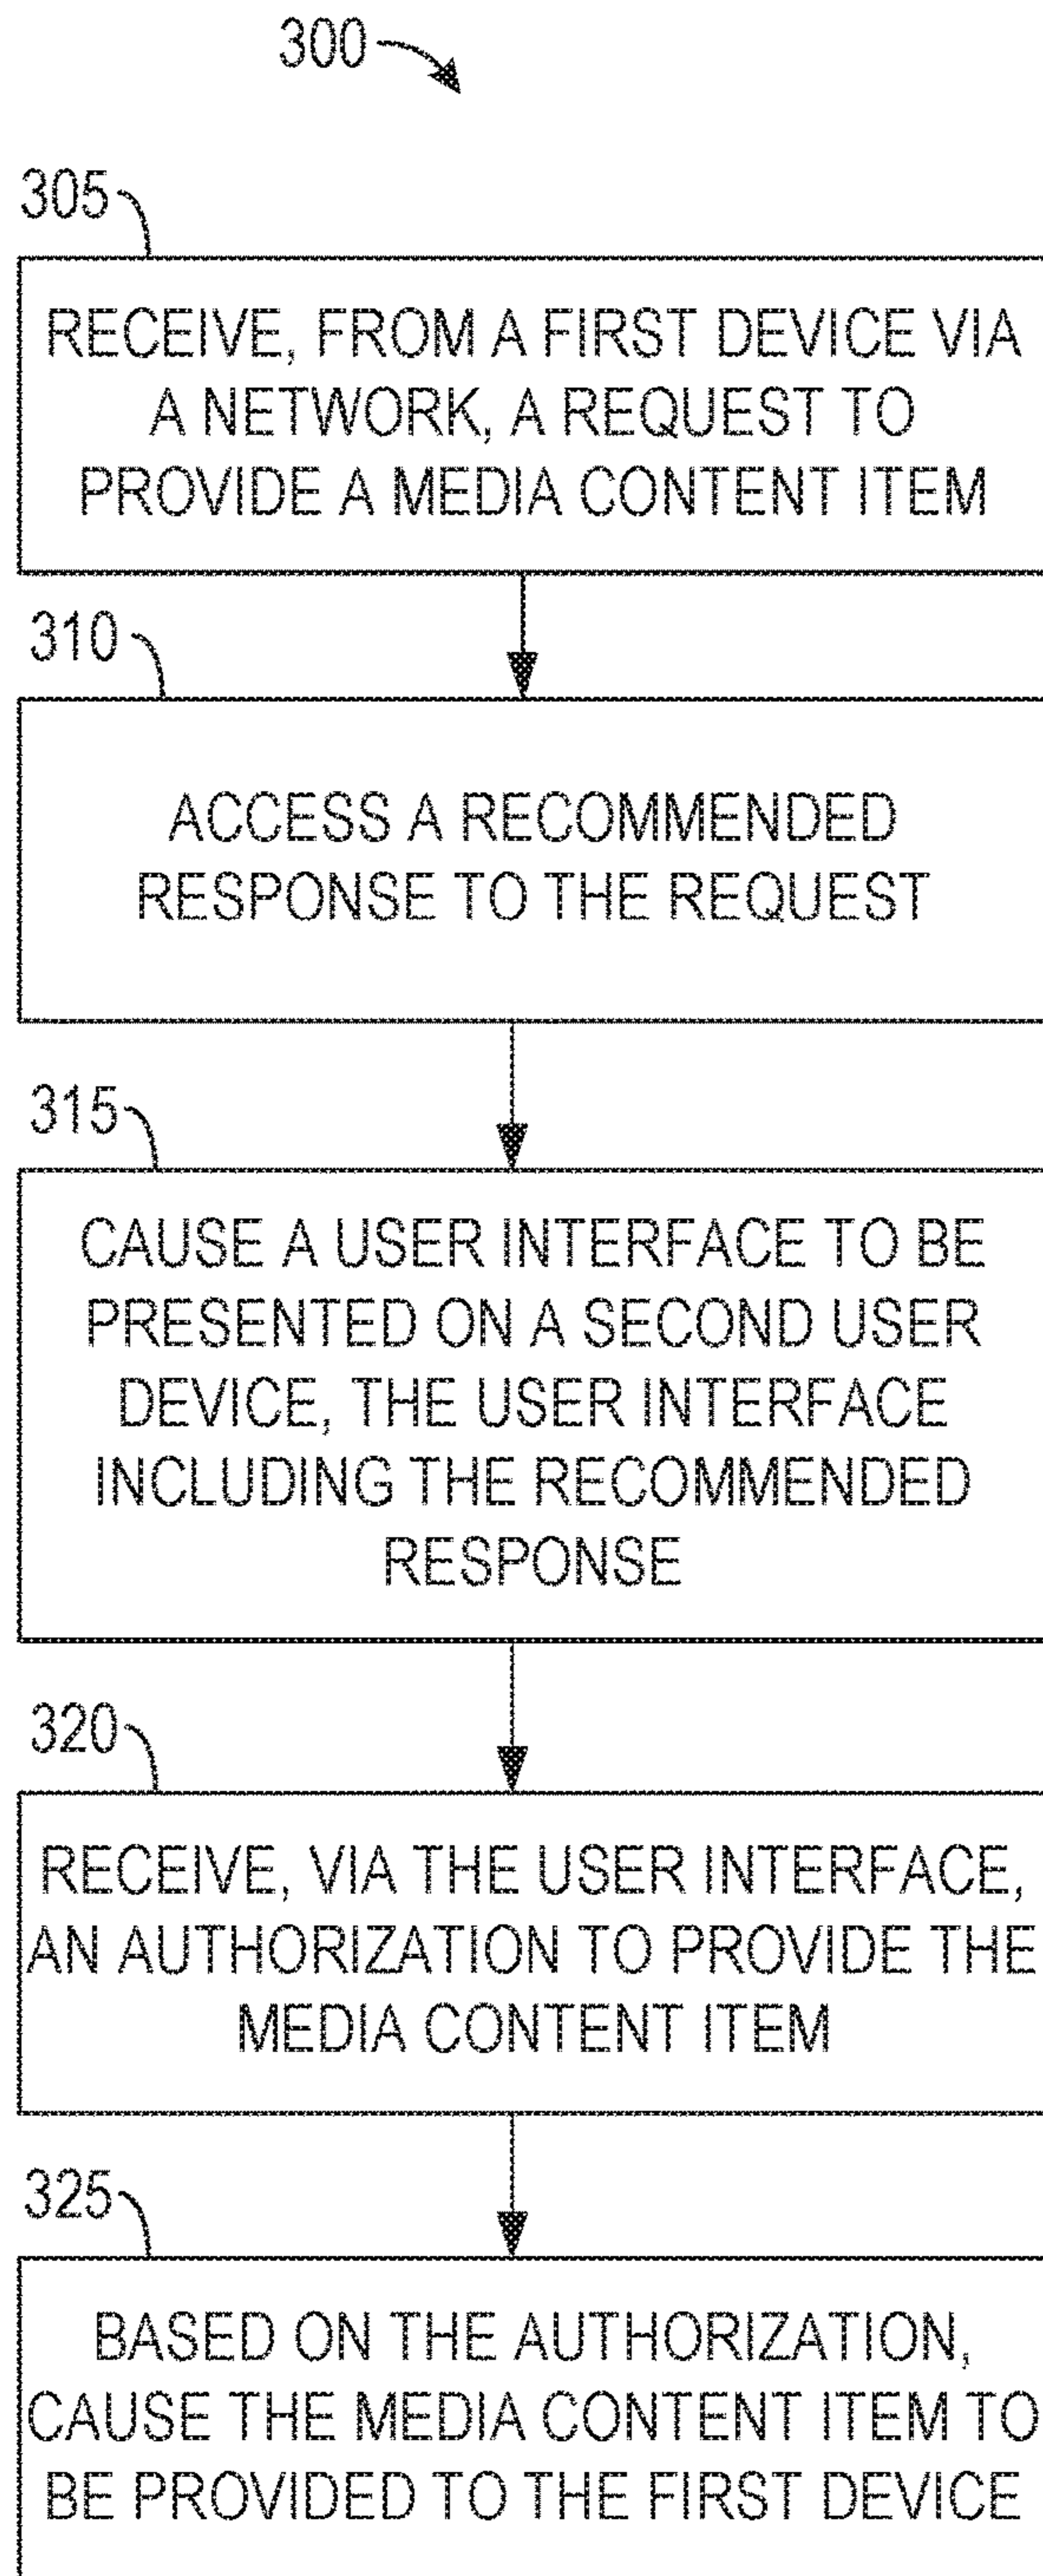 300
305
RECEIVE, FROM A FIRST DEVICE VIA
A NETWORK, A REQUEST TO
PROVIDE A MEDIA CONTENT ITEM
310
ACCESS A RECOMMENDED
RESPONSE TO THE REQUEST
315
CAUSE A USER INTERFACE TO BE
PRESENTED ON A SECOND USER
DEVICE, THE USER INTERFACE
INCLUDING THE RECOMMENDED
RESPONSE
320
RECEIVE, VIA THE USER INTERFACE,
AN AUTHORIZATION TO PROVIDE THE
MEDIA CONTENT ITEM
325
BASED ON THE AUTHORIZATION,
CAUSE THE MEDIA CONTENT ITEM TO
BE PROVIDED TO THE FIRST DEVICE